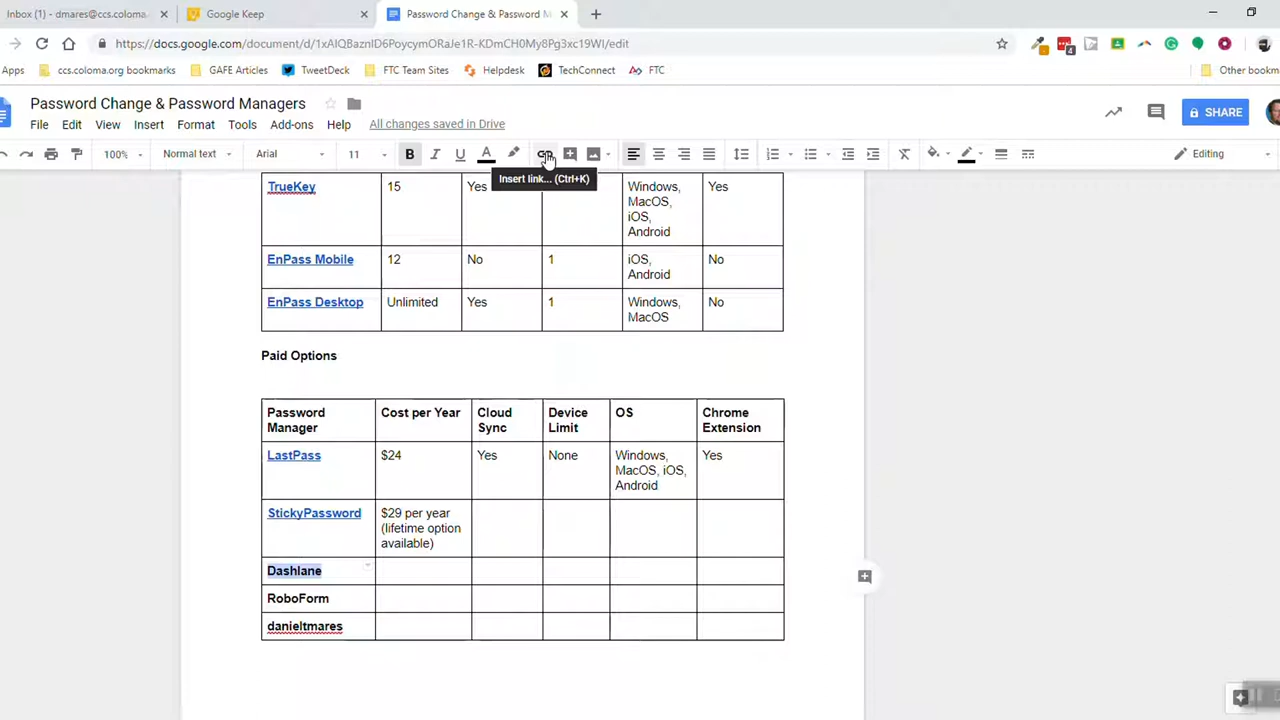 Inbox (1) - dmares@ccs.coloma.
Google Keep
Password Change & Password M
https://docs.google.com/document/d/1xAIQBaznID6PoycymORaJe1R-KDmCH0My8Pg3xc19WI/edit
4
Apps ccs.coloma.org bookmarks GAFE Articles TweetDeck FTC Team Sites Helpdesk TechConnect FTC Other bookm
Password Change & Password Managers
SHARE
File Edit View Insert Format Tools Add-ons Help All changes saved in Drive
100% Normal text Arial 11 B I U A Editing
Insert link... (Ctrl+K)
TrueKey 15 Yes Windows, Yes
MacOS,
iOS,
Android
EnPass Mobile 12 No 1 iOS, No
Android
EnPass Desktop Unlimited Yes 1 Windows, No
MacOS
Paid Options
Password Cost per Year Cloud Device OS Chrome
Manager Sync Limit Extension
LastPass $24 Yes None Windows, Yes
MacOS, iOS,
Android
StickyPassword $29 per year
(lifetime option
available)
Dashlane
RoboForm
danieltmares